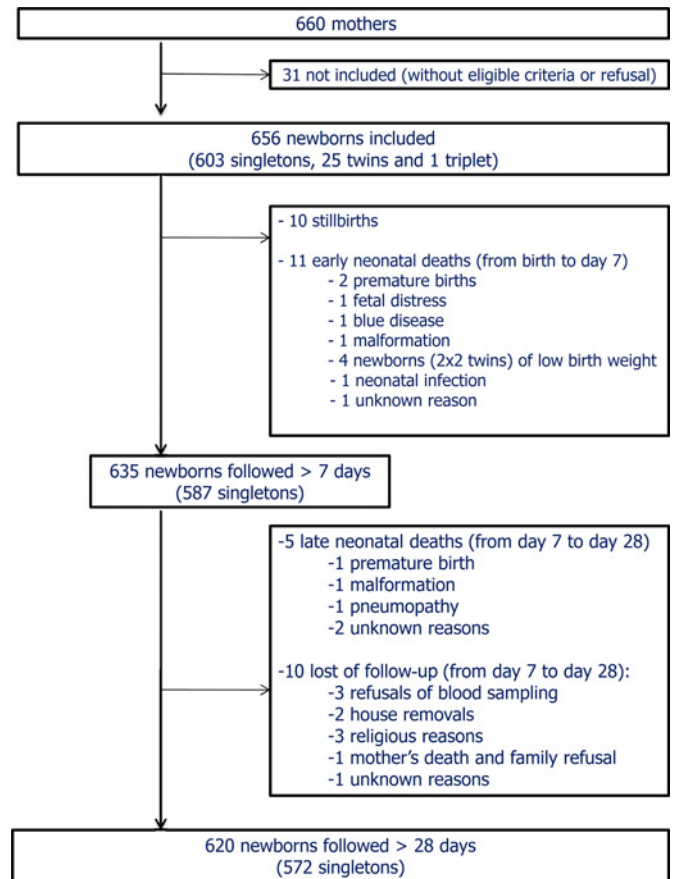 660 mothers
31 not included (without eligible criteria or refusal)
656 newborns included
(603 singletons, 25 twins and 1 triplet)
- 10 stillbirths
- 11 early neonatal deaths (from birth to day 7)
- 2 premature births
- 1 fetal distress
- 1 blue disease
- 1 malformation
- 4 newborns (2x2 twins) of low birth weight
- 1 neonatal infection
- 1 unknown reason
635 newborns followed > 7 days
(587 singletons)
-5 late neonatal deaths (from day 7 to day 28)
-1 premature birth
-1 malformation
-1 pneumopathy
-2 unknown reasons
-10 lost of follow-up (from day 7 to day 28):
-3 refusals of blood sampling
-2 house removals
-3 religious reasons
-1 mother's death and family refusal
-1 unknown reasons
620 newborns followed > 28 days
(572 singletons)